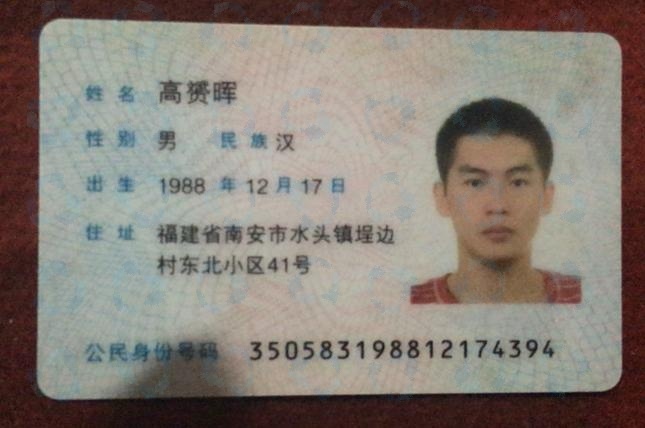 姓名 高赟晖
性别 男 民族 汉
出生 1988 年 12 月 17 日
住址 福建省南安市水头镇埕边
村东北小区41号
公民身份号码 350583198812174394